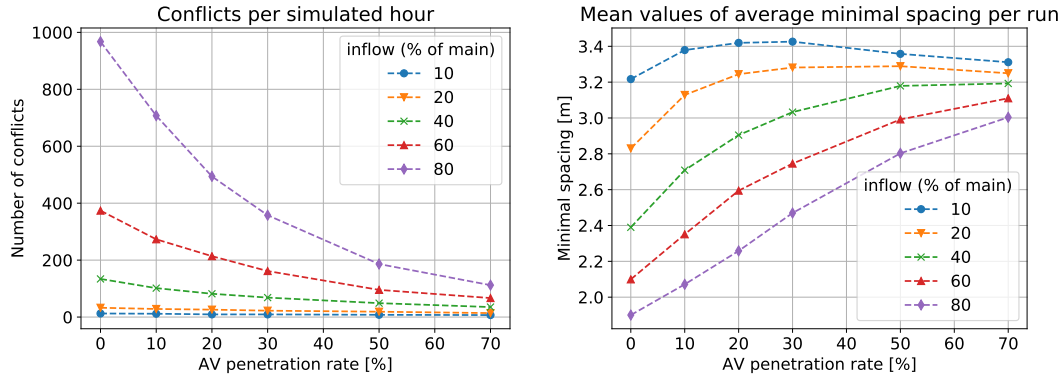 Conflicts per simulated hour
Number of conflicts
1000
800
600
400
200
0
inflow (% of main)
10
20
40
60
80
0 10 20 30 40 50 60 70
AV penetration rate [%]
Mean values of average minimal spacing per run
Minimal spacing [m]
3.4
3.2
3.0
2.8
2.6
2.4
2.2
2.0
inflow (% of main)
10
20
40
60
80
0 10 20 30 40 50 60 70
AV penetration rate [%]